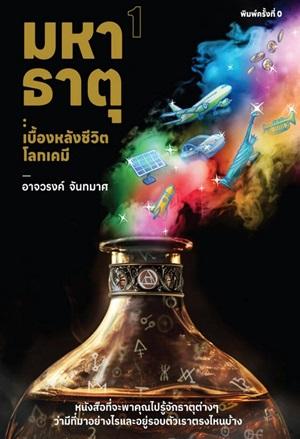 พิมพ์ครั้งที่ 0
มหา¹
ธาตุ
:
เบื้องหลังชีวิต
โลกเคมี
อาจวรงค์ จันทมาศ
หนังสือที่จะพาคุณไปรู้จักธาตุต่างๆ
ว่ามีที่มาอย่างไรและอยู่รอบตัวเราตรงไหนบ้าง